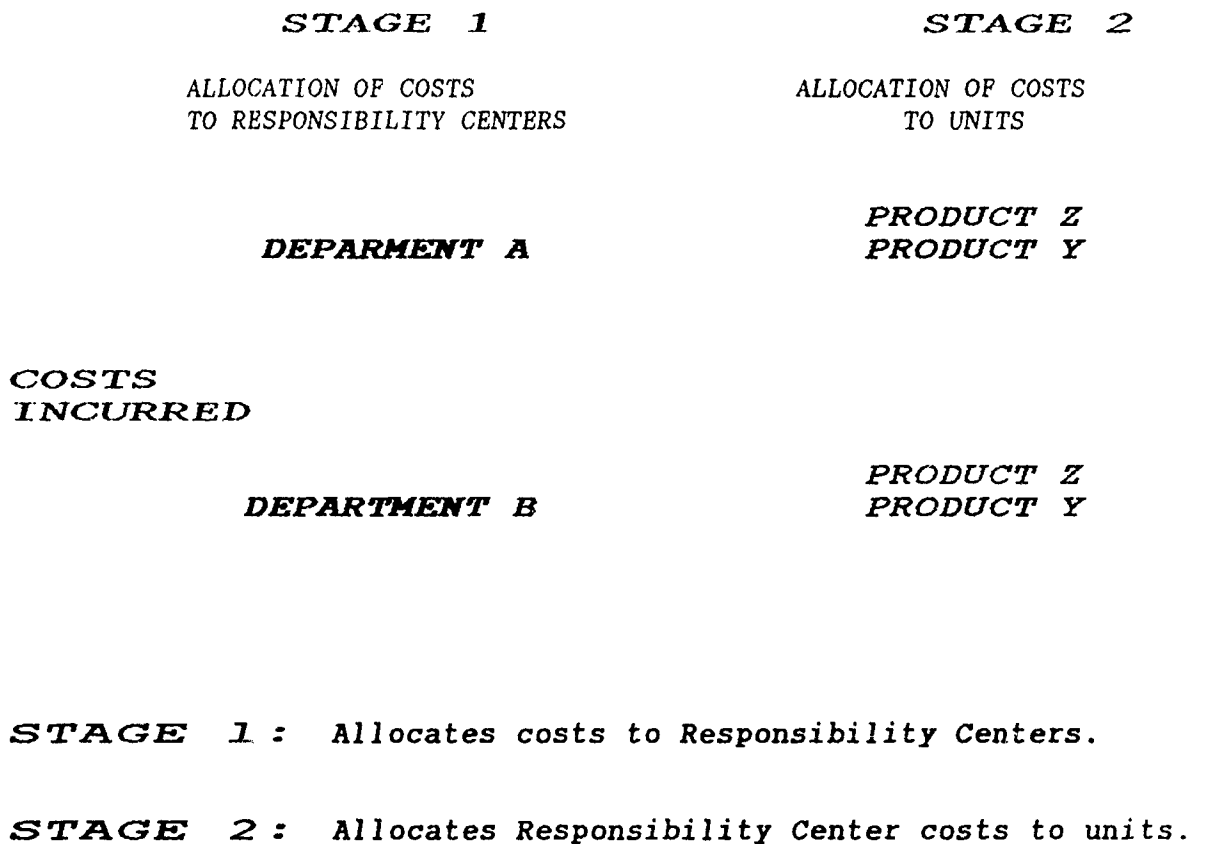 STAGE 1 STAGE 2
ALLOCATION OF COSTS ALLOCATION OF COSTS
TO RESPONSIBILITY CENTERS TO UNITS
PRODUCT Z
DEPARMENT A PRODUCT Y
COSTS
INCURRED
PRODUCT Z
DEPARTMENT B PRODUCT Y
STAGE 1: Allocates costs to Responsibility Centers.
STAGE 2: Allocates Responsibility Center costs to units.